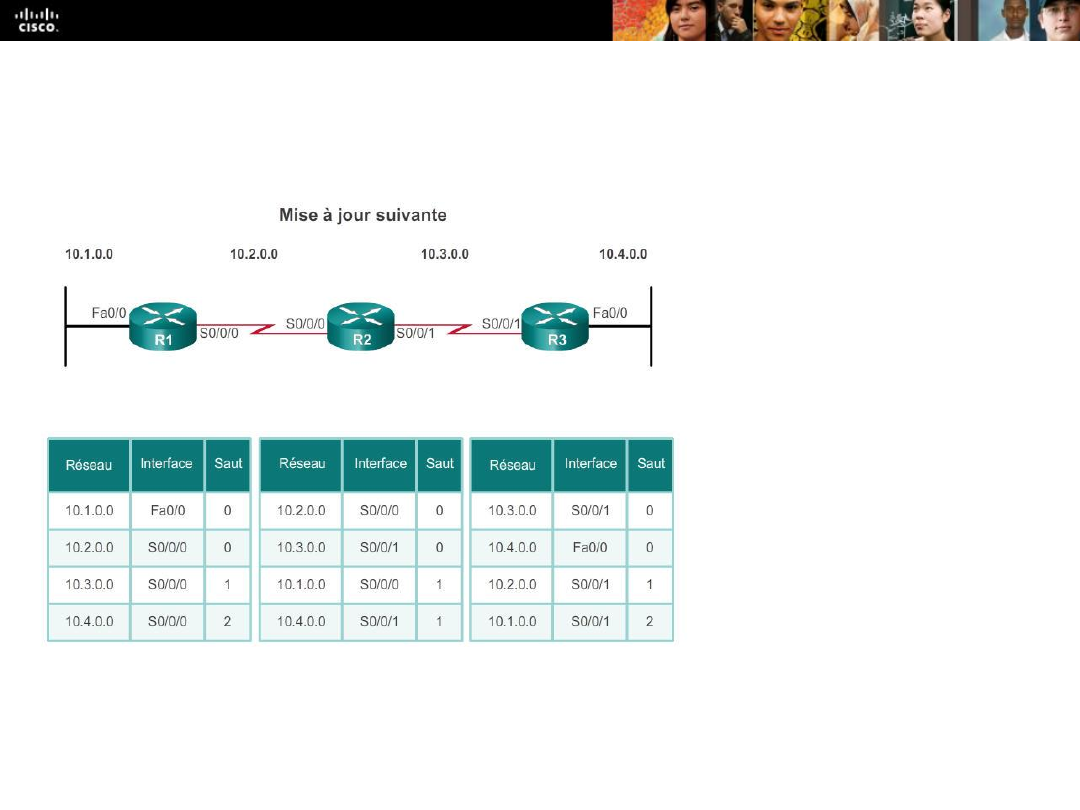 CISCO.
Mise à jour suivante
10.1.0.0 10.2.0.0 10.3.0.0 10.4.0.0
Fa0/0 R1 S0/0/0 S0/0/0 R2 S0/0/1 S0/0/1 R3 Fa0/0
Réseau Interface Saut Réseau Interface Saut Réseau Interface Saut
10.1.0.0 Fa0/0 0 10.2.0.0 S0/0/0 0 10.3.0.0 S0/0/1 0
10.2.0.0 S0/0/0 0 10.3.0.0 S0/0/1 0 10.4.0.0 Fa0/0 0
10.3.0.0 S0/0/0 1 10.1.0.0 S0/0/0 1 10.2.0.0 S0/0/1 1
10.4.0.0 S0/0/0 2 10.4.0.0 S0/0/1 1 10.1.0.0 S0/0/1 2